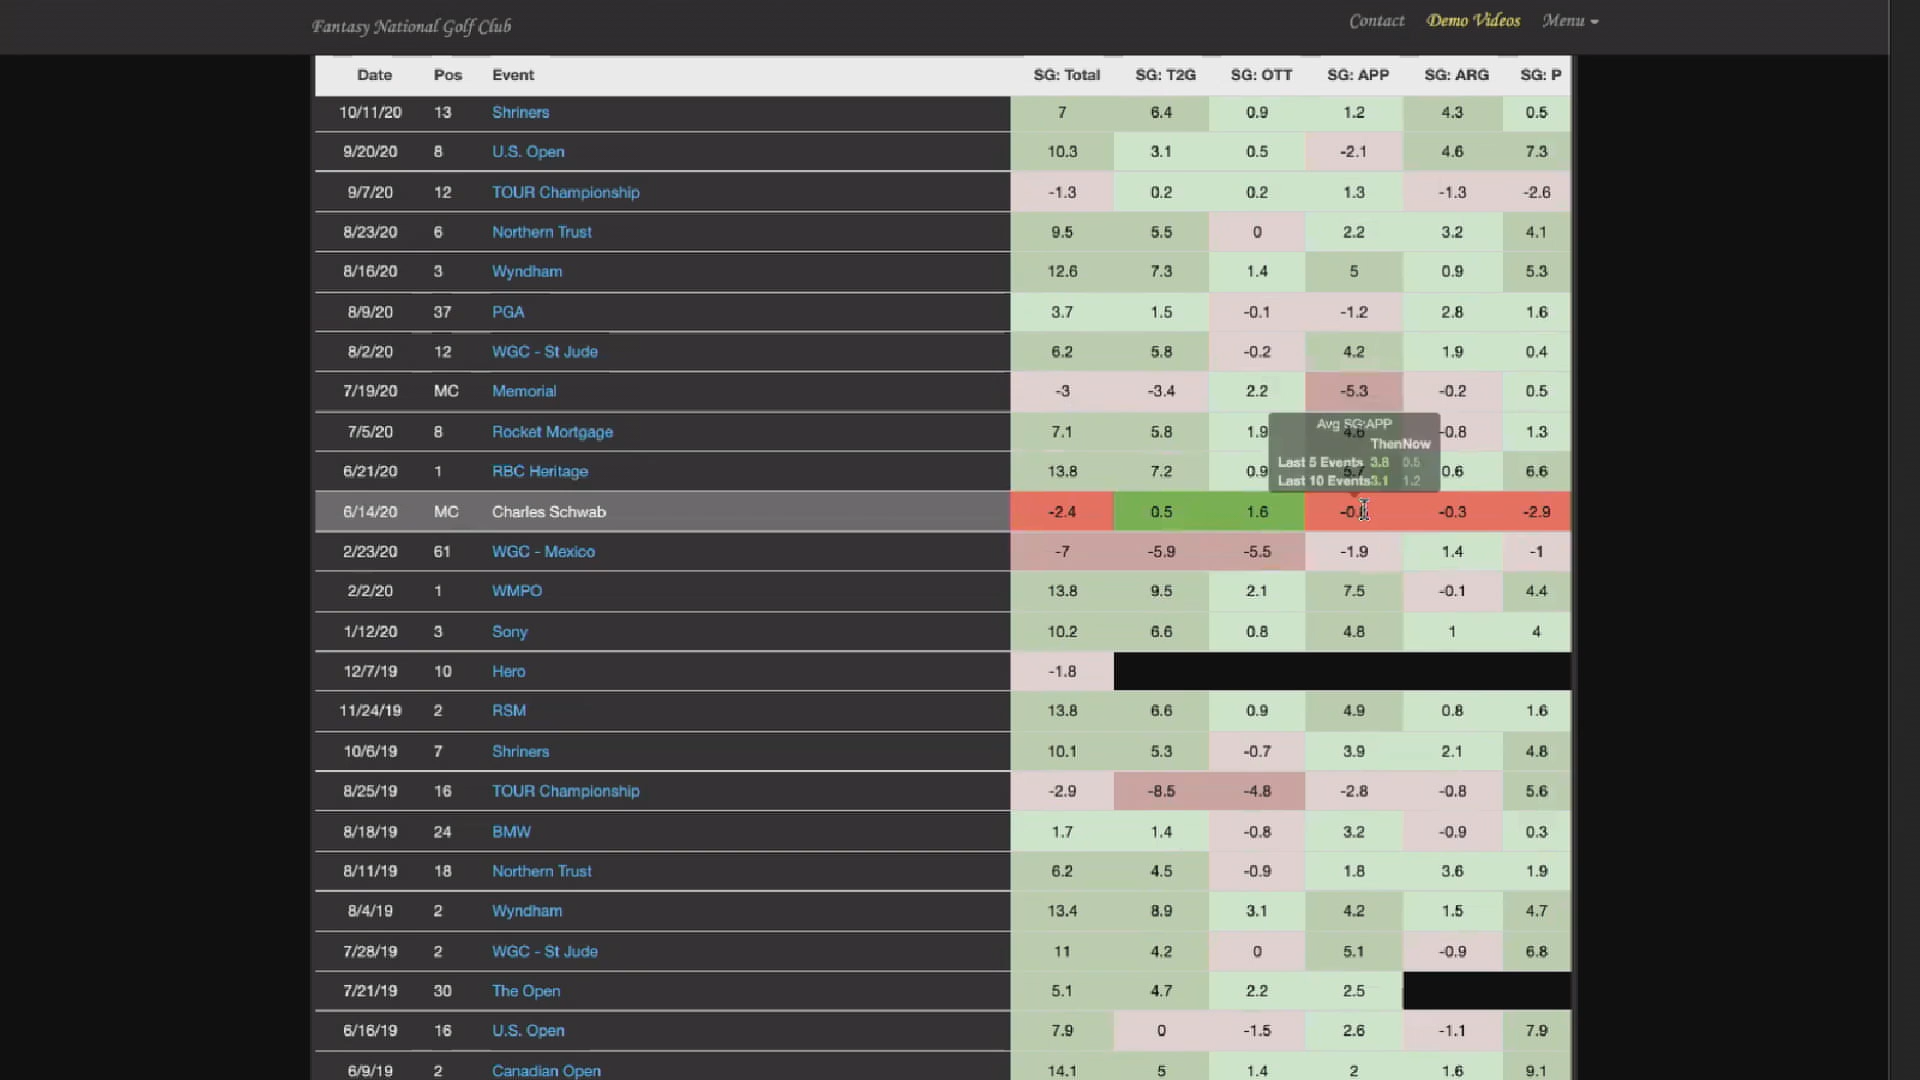 Fantasy National Golf Club Contact Demo Videos Menu
Date Pos Event SG: Total SG: T2G SG: OTT SG: APP SG: ARG SG: P
10/11/20 13 Shriners 7 6.4 0.9 1.2 4.3 0.5
9/20/20 8 U.S. Open 10.3 3.1 0.5 -2.1 4.6 7.3
9/7/20 12 TOUR Championship -1.3 0.2 0.2 1.3 -1.3 -2.6
8/23/20 6 Northern Trust 9.5 5.5 0 2.2 3.2 4.1
8/16/20 3 Wyndham 12.6 7.3 1.4 5 0.9 5.3
8/9/20 37 PGA 3.7 1.5 -0.1 -1.2 2.8 1.6
8/2/20 12 WGC - St Jude 6.2 5.8 -0.2 4.2 1.9 0.4
7/19/20 MC Memorial -3 -3.4 2.2 -5.3 -0.2 0.5
Avg SG:APP
7/5/20 8 Rocket Mortgage 7.1 5.8 1.9 4.6 -0.8 1.3
Then Now
Last 5 Events 3.8 0.5
6/21/20 1 RBC Heritage 13.8 7.2 0.9 5.7 0.6 6.6
Last 10 Events 3.1 1.2
6/14/20 MC Charles Schwab -2.4 0.5 1.6 -0.3 -2.9
2/23/20 61 WGC - Mexico -7 -5.9 -5.5 -1.9 1.4 -1
2/2/20 1 WMPO 13.8 9.5 2.1 7.5 -0.1 4.4
1/12/20 3 Sony 10.2 6.6 0.8 4.8 1 4
12/7/19 10 Hero -1.8
11/24/19 2 RSM 13.8 6.6 0.9 4.9 0.8 1.6
10/6/19 7 Shriners 10.1 5.3 -0.7 3.9 2.1 4.8
8/25/19 16 TOUR Championship -2.9 -8.5 -4.8 -2.8 -0.8 5.6
8/18/19 24 BMW 1.7 1.4 -0.8 3.2 -0.9 0.3
8/11/19 18 Northern Trust 6.2 4.5 -0.9 1.8 3.6 1.9
8/4/19 2 Wyndham 13.4 8.9 3.1 4.2 1.5 4.7
7/28/19 2 WGC - St Jude 11 4.2 0 5.1 -0.9 6.8
7/21/19 30 The Open 5.1 4.7 2.2 2.5
6/16/19 16 U.S. Open 7.9 0 -1.5 2.6 -1.1 7.9
6/9/19 2 Canadian Open 14.1 5 1.4 2 1.6 9.1